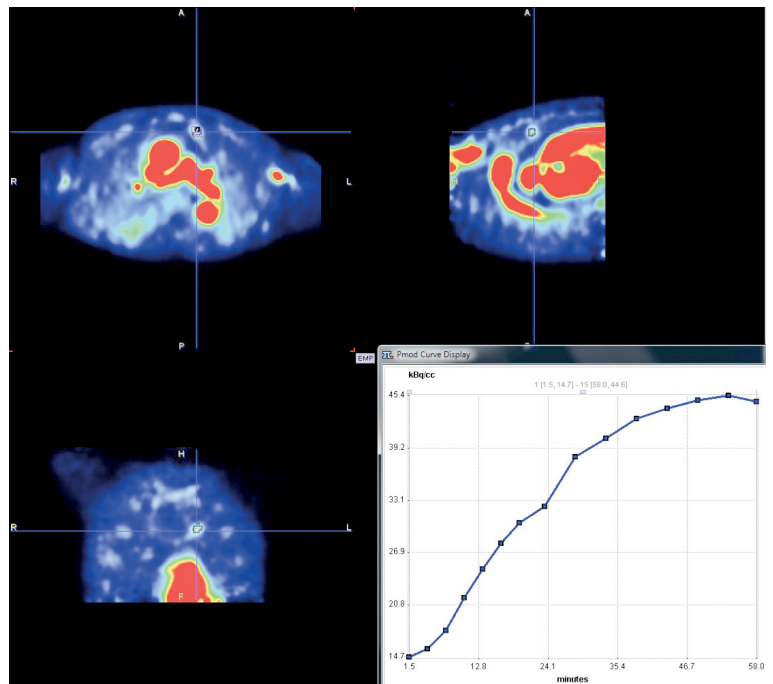 A
A
R
L
P
EMP
Pmod Curve Display
kBq/cc
1 [1.5, 14.7] - 15 [58.0, 44.6]
45.4
39.2
33.1
26.9
20.8
14.7
1.5 12.8 24.1 35.4 46.7 58.0
minutes
H
R
L
F